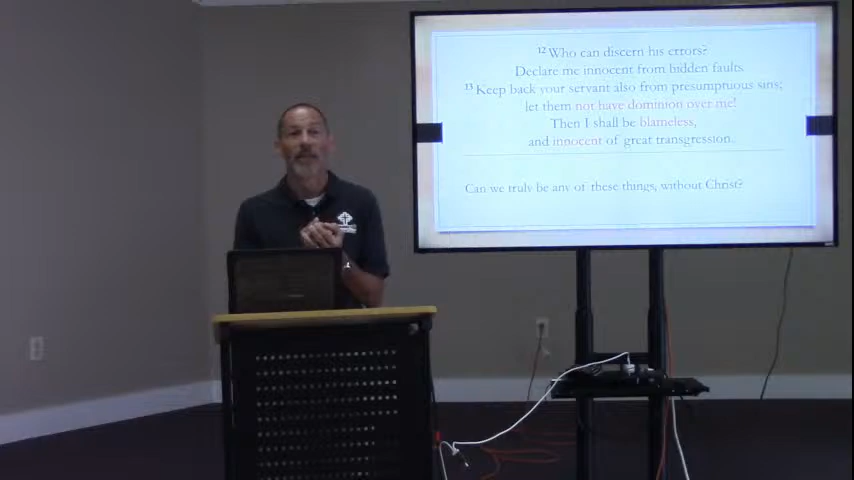 12 Who can discern his errors?
Declare me innocent from hidden faults.
13 Keep back your servant also from presumptuous sins;
let them not have dominion over me!
Then I shall be blameless,
and innocent of great transgression.
Can we truly be any of these things, without Christ?